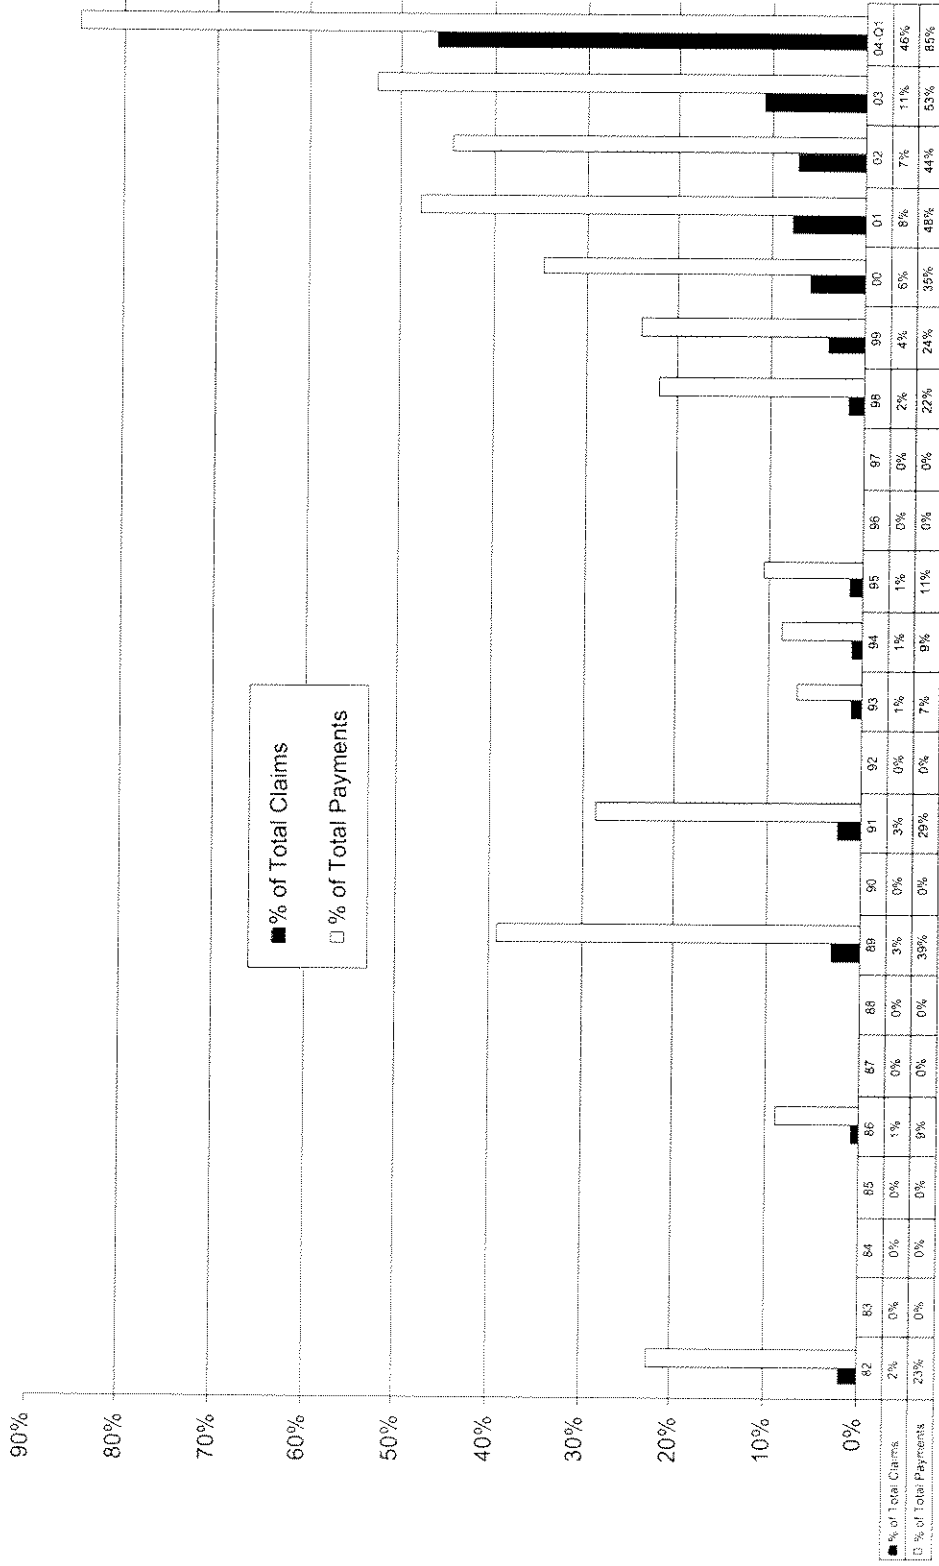 90%
80%
70%
60%
50%
40%
30%
20%
10%
0%
% of Total Claims
% of Total Payments
82 83 84 85 86 87 88 89 90 91 92 93 94 95 96 97 98 99 00 01 02 03 04-Q1
% of Total Claims 2% 0% 0% 0% 1% 0% 0% 3% 0% 3% 0% 1% 1% 1% 0% 0% 2% 4% 6% 8% 7% 11% 46%
% of Total Payments 23% 0% 0% 0% 9% 0% 0% 39% 0% 29% 0% 7% 9% 11% 0% 0% 22% 24% 35% 48% 44% 53% 85%